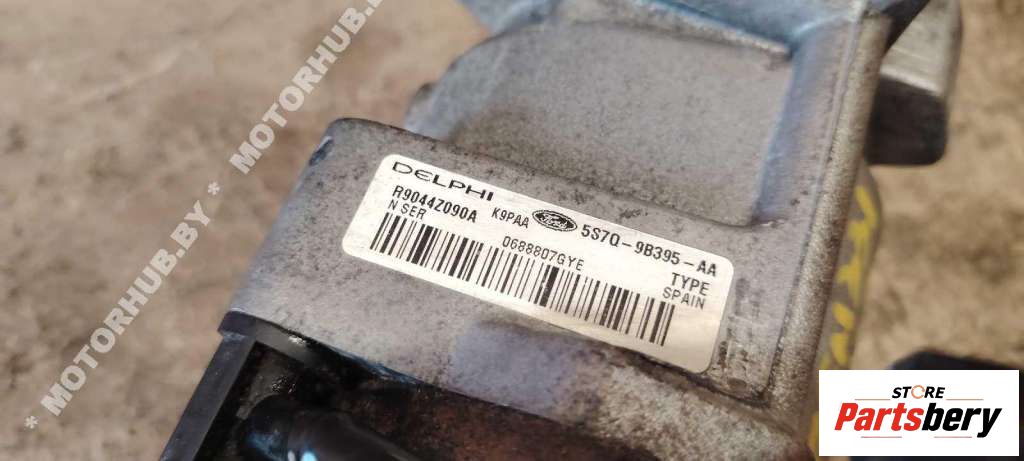 * MOTORHUB.BY * MOTORHUB.BY
DELPHI
R9044Z090A K9PAA Ford 5S7Q-9B395-AA
N SER TYPE
0688807GYE SPAIN
STORE
Partsbery